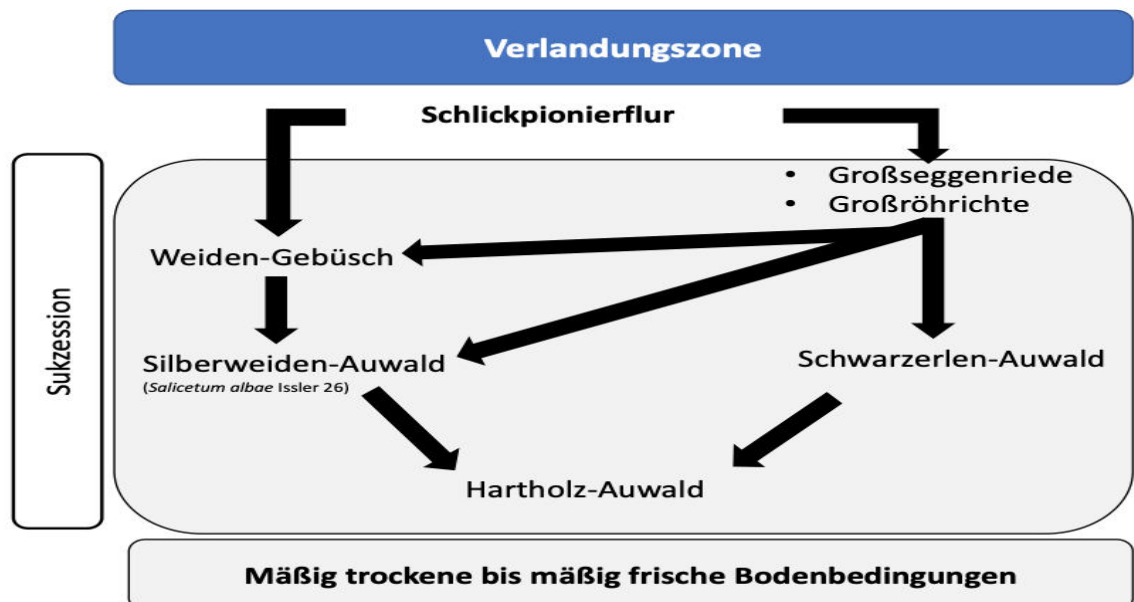 Verlandungszone
Schlickpionierflur
Sukzession
• Großseggenriede
• Großröhrichte
Weiden-Gebüsch
Silberweiden-Auwald
(Salicetum albae Issler 26)
Schwarzerlen-Auwald
Hartholz-Auwald
Mäßig trockene bis mäßig frische Bodenbedingungen